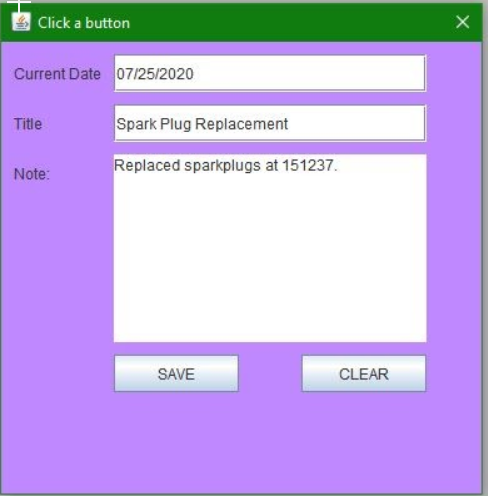 Click a button
Current Date 07/25/2020
Title Spark Plug Replacement
Note: Replaced sparkplugs at 151237.
SAVE CLEAR